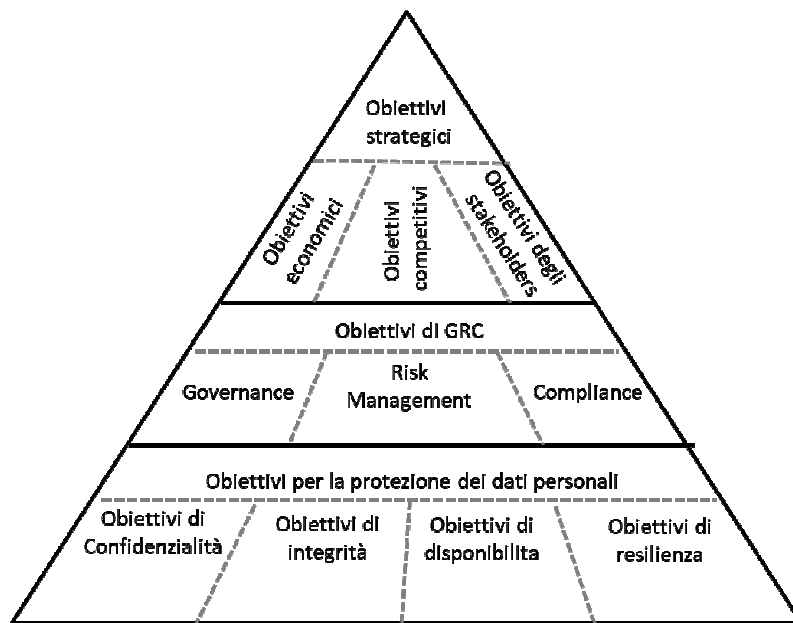 Obiettivi
strategici
Obiettivi
economici
Obiettivi
competitivi
Obiettivi degli
stakeholders
Obiettivi di GRC
Governance
Risk
Management
Compliance
Obiettivi per la protezione dei dati personali
Obiettivi di
Confidenzialità
Obiettivi di
integrità
Obiettivi di
disponibilita
Obiettivi di
resilienza